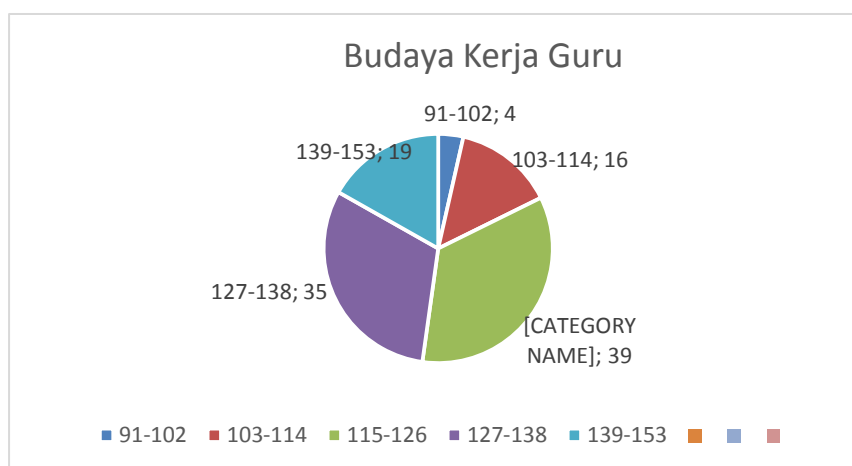 Budaya Kerja Guru
91-102; 4
139-153; 19
103-114; 16
127-138; 35
[CATEGORY
NAME]; 39
91-102 103-114 115-126 127-138 139-153